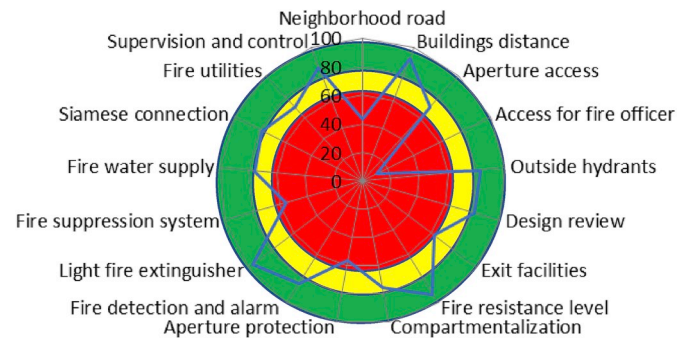 Neighborhood road
Supervision and control
100
Buildings distance
Fire utilities
80
Aperture access
Siamese connection
60
Access for fire officer
40
Fire water supply
20
Outside hydrants
0
Fire suppression system
Design review
Light fire extinguisher
Exit facilities
Fire detection and alarm
Fire resistance level
Aperture protection
Compartmentalization